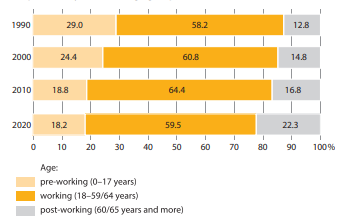 1990 29.0 58.2 12.8
2000 24.4 60.8 14.8
2010 18.8 64.4 16.8
2020 18.2 59.5 22.3
0 10 20 30 40 50 60 70 80 90 100%
Age:
pre-working (0–17 years)
working (18–59/64 years)
post-working (60/65 years and more)